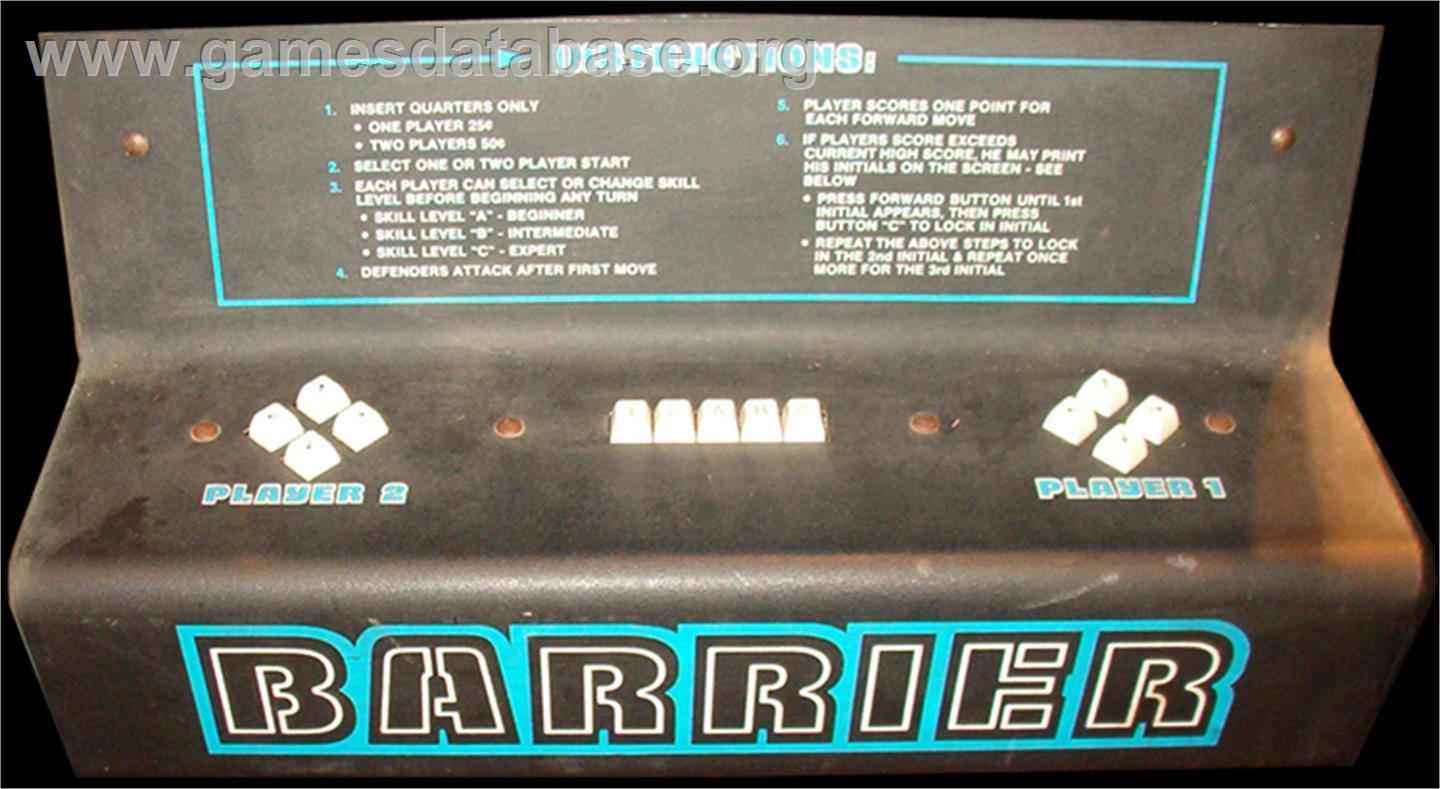 www.gamesdatabase.org
INSTRUCTIONS:
1. INSERT QUARTERS ONLY
• ONE PLAYER 25¢
• TWO PLAYERS 50¢
2. SELECT ONE OR TWO PLAYER START
3. EACH PLAYER CAN SELECT OR CHANGE SKILL
LEVEL BEFORE BEGINNING ANY TURN
• SKILL LEVEL "A" - BEGINNER
• SKILL LEVEL "B" - INTERMEDIATE
• SKILL LEVEL "C" - EXPERT
4. DEFENDERS ATTACK AFTER FIRST MOVE
5. PLAYER SCORES ONE POINT FOR
EACH FORWARD MOVE
6. IF PLAYERS SCORE EXCEEDS
CURRENT HIGH SCORE, HE MAY PRINT
HIS INITIALS ON THE SCREEN - SEE
BELOW
• PRESS FORWARD BUTTON UNTIL 1st
INITIAL APPEARS, THEN PRESS
BUTTON "C" TO LOCK IN INITIAL
• REPEAT THE ABOVE STEPS TO LOCK
IN THE 2nd INITIAL & REPEAT ONCE
MORE FOR THE 3rd INITIAL
1 2 A B C
PLAYER 2
PLAYER 1
BARRIER